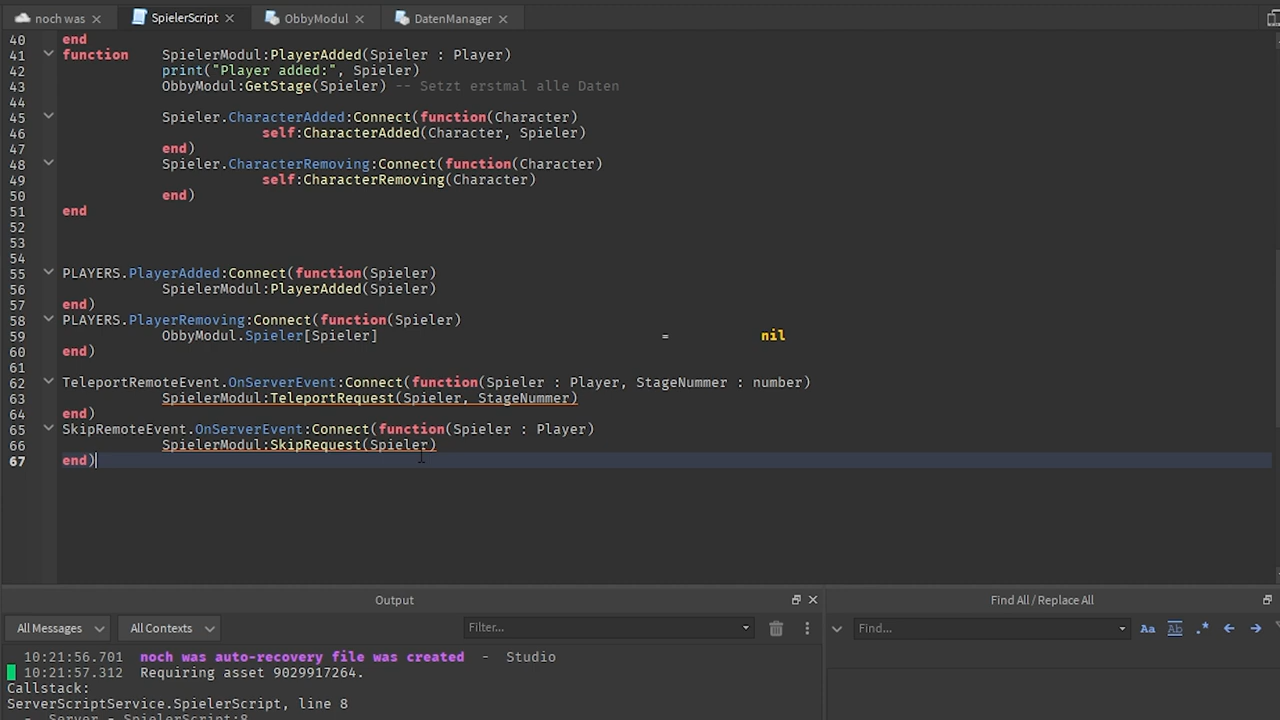 noch was
SpielerScript
ObbyModul
DatenManager
40 end
41 function SpielerModul:PlayerAdded(Spieler : Player)
42 print("Player added:", Spieler)
43 ObbyModul:GetStage(Spieler) -- Setzt erstmal alle Daten
44
45 Spieler.CharacterAdded:Connect(function(Character)
46 self:CharacterAdded(Character, Spieler)
47 end)
48 Spieler.CharacterRemoving:Connect(function(Character)
49 self:CharacterRemoving(Character)
50 end)
51 end
52
53
54
55 PLAYERS.PlayerAdded:Connect(function(Spieler)
56 SpielerModul:PlayerAdded(Spieler)
57 end)
58 PLAYERS.PlayerRemoving:Connect(function(Spieler)
59 ObbyModul.Spieler[Spieler] = nil
60 end)
61
62 TeleportRemoteEvent.OnServerEvent:Connect(function(Spieler : Player, StageNummer : number)
63 SpielerModul:TeleportRequest(Spieler, StageNummer)
64 end)
65 SkipRemoteEvent.OnServerEvent:Connect(function(Spieler : Player)
66 SpielerModul:SkipRequest(Spieler)
67 end)
Output
Find All / Replace All
All Messages
All Contexts
Filter...
Find...
Aa
Ab
.*
10:21:56.701 noch was auto-recovery file was created - Studio
10:21:57.312 Requiring asset 9029917264.
Callstack:
ServerScriptService.SpielerScript, line 8
- Server - SpielerScript:8